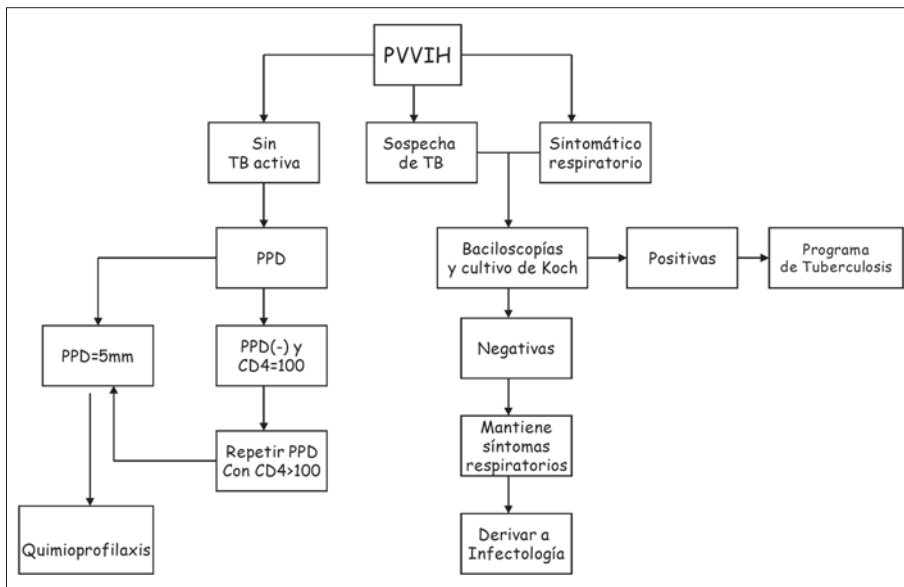 PVVIH
Sin
TB activa
Sospecha
de TB
Sintomático
respiratorio
PPD
Baciloscopías
y cultivo de Koch
Positivas
Programa
de Tuberculosis
PPD=5mm
PPD(-) y
CD4=100
Negativas
Repetir PPD
Con CD4>100
Mantiene
síntomas
respiratorios
Quimioprofilaxis
Derivar a
Infectología